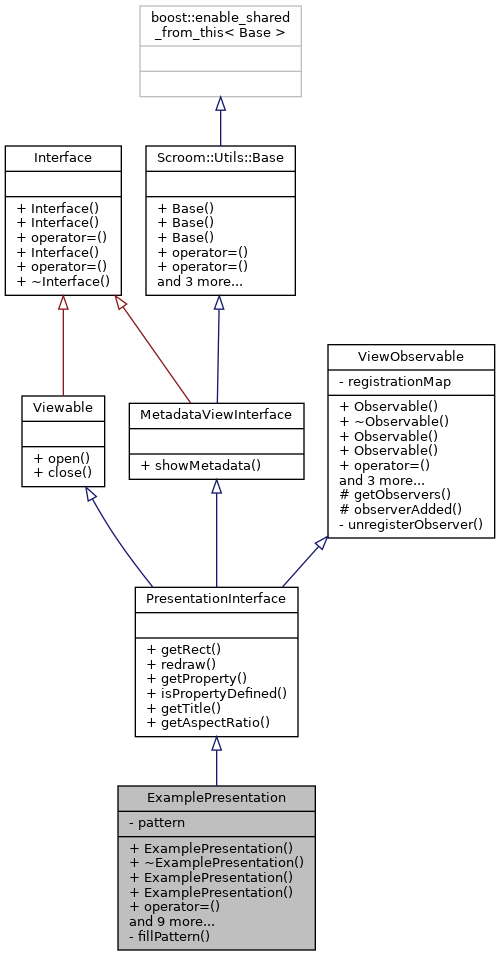 boost::enable_shared
_from_this< Base >
Interface
+ Interface()
+ Interface()
+ operator=()
+ Interface()
+ operator=()
+ ~Interface()
Scroom::Utils::Base
+ Base()
+ Base()
+ Base()
+ operator=()
+ operator=()
and 3 more...
ViewObservable
- registrationMap
+ Observable()
+ ~Observable()
+ Observable()
+ Observable()
+ operator=()
and 3 more...
# getObservers()
# observerAdded()
- unregisterObserver()
Viewable
+ open()
+ close()
MetadataViewInterface
+ showMetadata()
PresentationInterface
+ getRect()
+ redraw()
+ getProperty()
+ isPropertyDefined()
+ getTitle()
+ getAspectRatio()
ExamplePresentation
- pattern
+ ExamplePresentation()
+ ~ExamplePresentation()
+ ExamplePresentation()
+ ExamplePresentation()
+ operator=()
and 9 more...
- fillPattern()